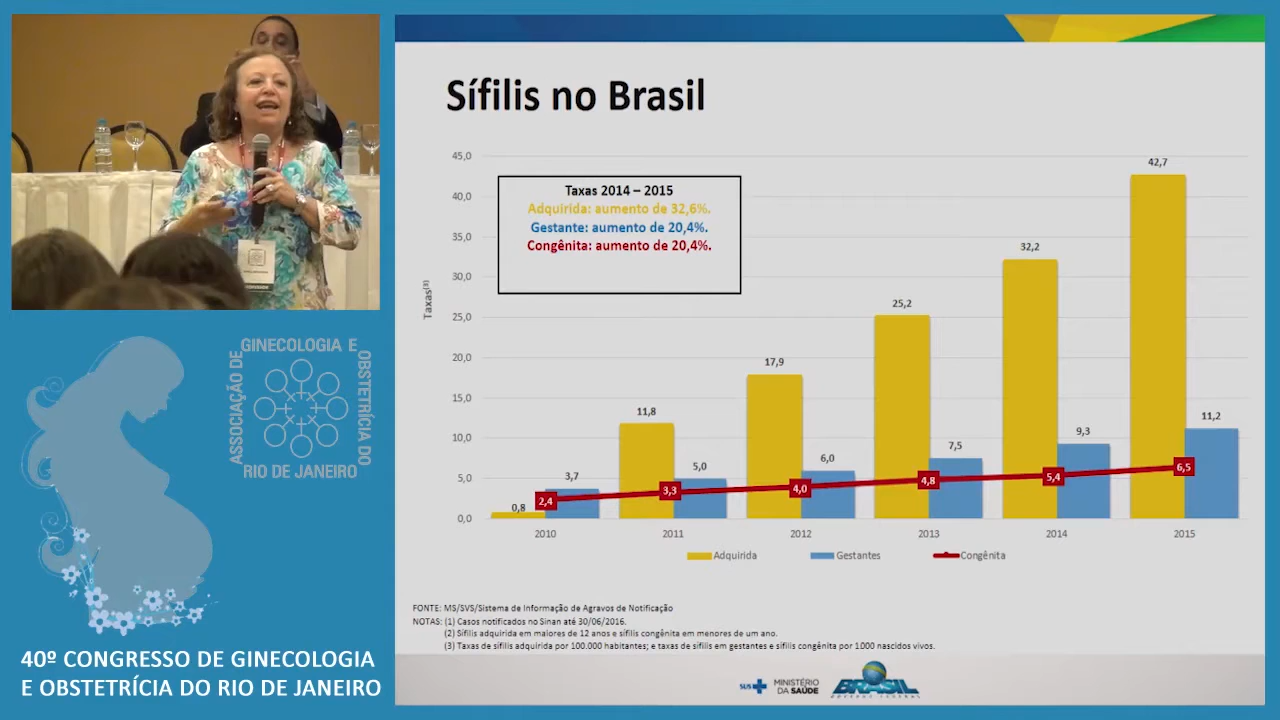 Sífilis no Brasil
45,0
40,0
35,0
30,0
25,0
20,0
15,0
10,0
5,0
0,0
Taxas(3)
Taxas 2014 – 2015
Adquirida: aumento de 32,6%.
Gestante: aumento de 20,4%.
Congênita: aumento de 20,4%.
0,8
2,4
3,7
11,8
3,3
5,0
17,9
4,0
6,0
25,2
4,8
7,5
32,2
5,4
9,3
42,7
6,5
11,2
2010
2011
2012
2013
2014
2015
Adquirida
Gestantes
Congênita
FONTE: MS/SVS/Sistema de Informação de Agravos de Notificação
NOTAS: (1) Casos notificados no Sinan até 30/06/2016.
(2) Sífilis adquirida em maiores de 12 anos e sífilis congênita em menores de um ano.
(3) Taxas de sífilis adquirida por 100.000 habitantes; e taxas de sífilis em gestantes e sífilis congênita por 1.000 nascidos vivos.
SUS
MINISTÉRIO
DA SAÚDE
BRASIL
GOVERNO FEDERAL
ASSOCIAÇÃO DE
GINECOLOGIA E
OBSTETRÍCIA DO
RIO DE JANEIRO
40º CONGRESSO DE GINECOLOGIA
E OBSTETRÍCIA DO RIO DE JANEIRO